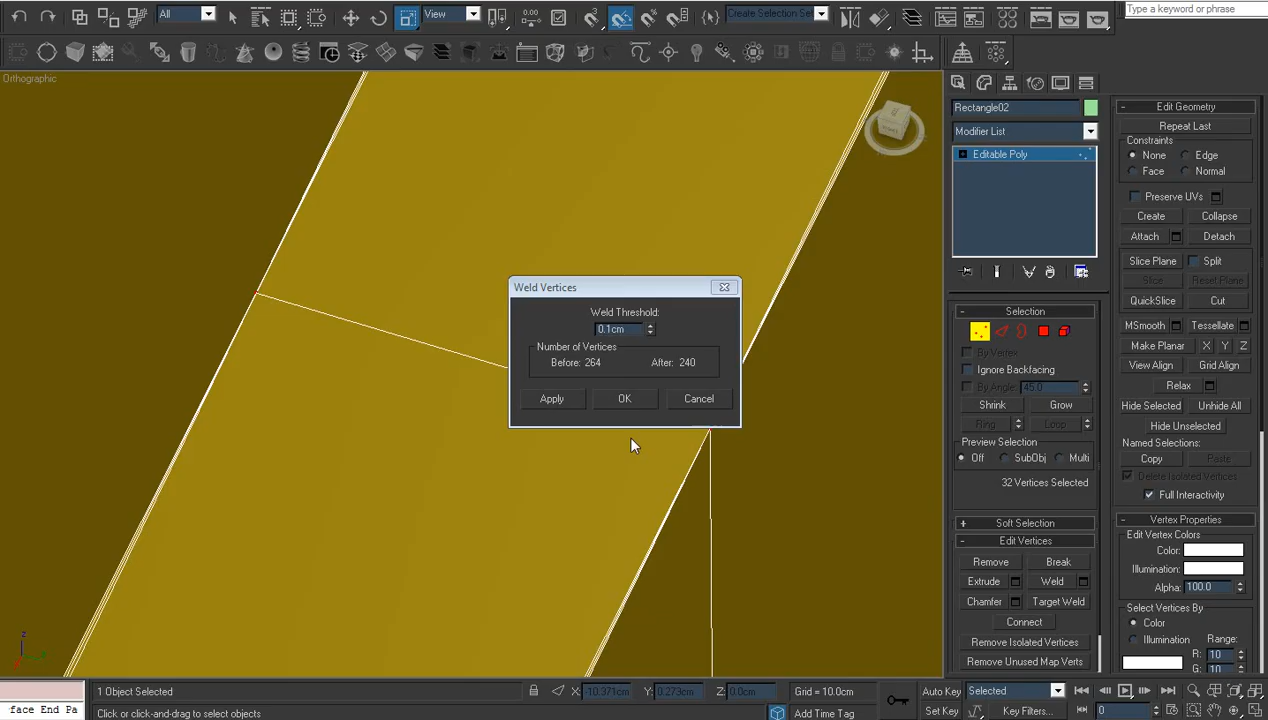 All
View
Create Selection Set
Type a keyword or phrase
Orthographic
RIGHT
Rectangle02
Modifier List
Editable Poly
Edit Geometry
Repeat Last
Constraints
None Edge
Face Normal
Preserve UVs
Create Collapse
Attach Detach
Slice Plane Split
Slice Reset Plane
QuickSlice Cut
MSmooth Tessellate
Make Planar X Y Z
View Align Grid Align
Relax
Hide Selected Unhide All
Hide Unselected
Named Selections:
Copy Paste
Delete Isolated Vertices
Full Interactivity
Vertex Properties
Edit Vertex Colors
Color:
Illumination:
Alpha: 100.0
Select Vertices By
Color
Illumination Range:
R: 10
G: 10
Selection
By Vertex
Ignore Backfacing
By Angle: 45.0
Shrink Grow
Ring Loop
Preview Selection
Off SubObj Multi
32 Vertices Selected
Soft Selection
Edit Vertices
Remove Break
Extrude Weld
Chamfer Target Weld
Connect
Remove Isolated Vertices
Remove Unused Map Verts
Weld Vertices
Weld Threshold:
0.1cm
Number of Vertices
Before: 264 After: 240
Apply OK Cancel
z
face End Pa
1 Object Selected
Click or click-and-drag to select objects
X: -10.371cm Y: 0.273cm Z: 0.0cm
Grid = 10.0cm
Add Time Tag
Auto Key Selected
Set Key Key Filters...
0